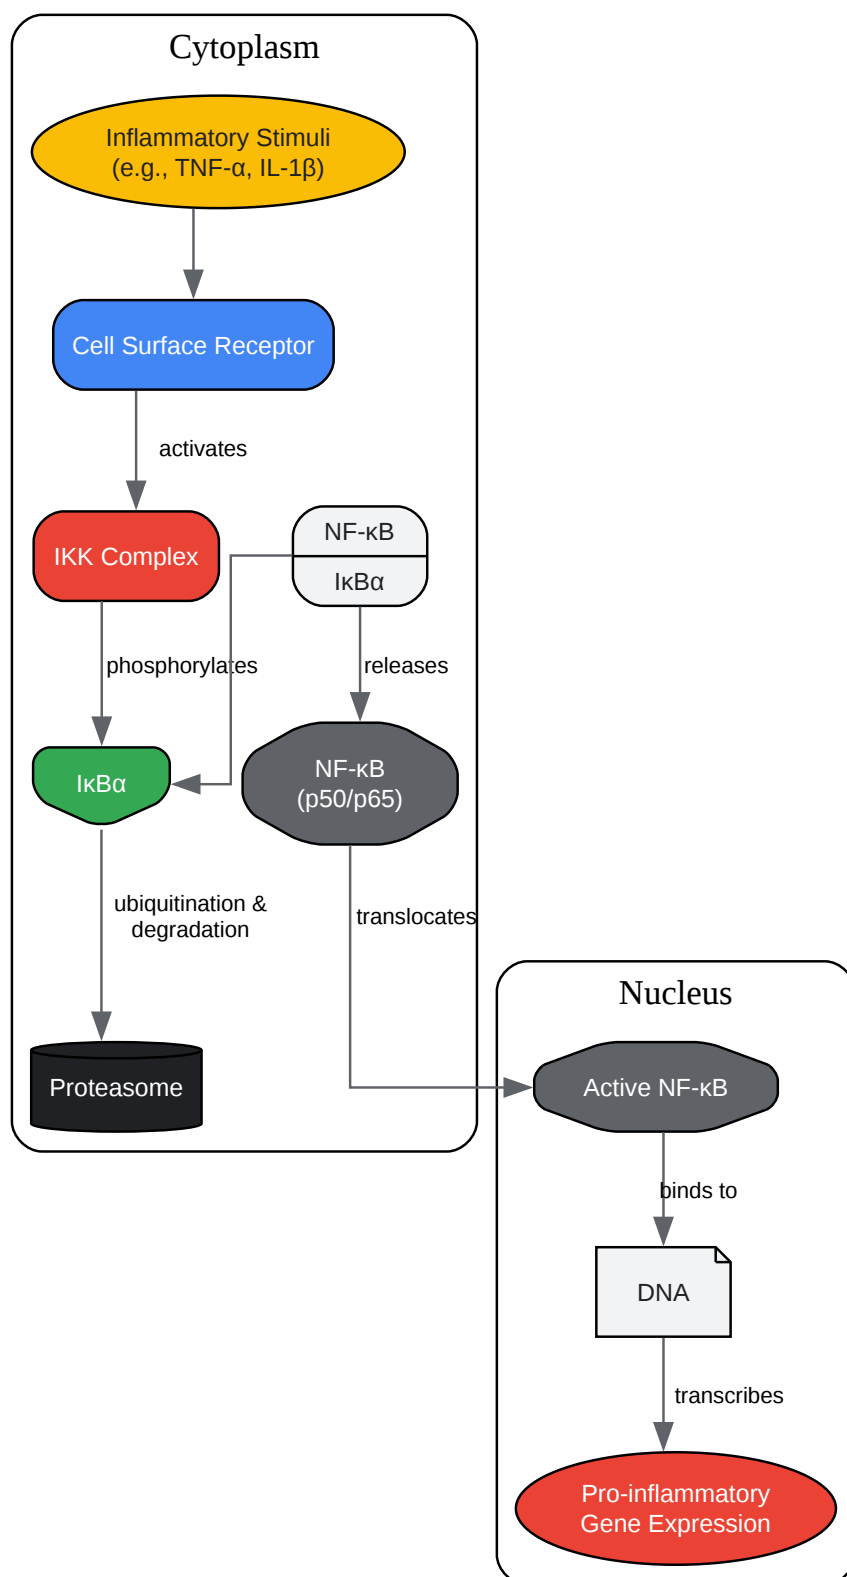 Cytoplasm
Inflammatory Stimuli
(e.g., TNF-α, IL-1β)
Cell Surface Receptor
activates
IKK Complex
NF-κB
IκBα
phosphorylates
releases
IκBα
NF-κB
(p50/p65)
ubiquitination &
degradation
translocates
Proteasome
Nucleus
Active NF-κB
binds to
DNA
transcribes
Pro-inflammatory
Gene Expression